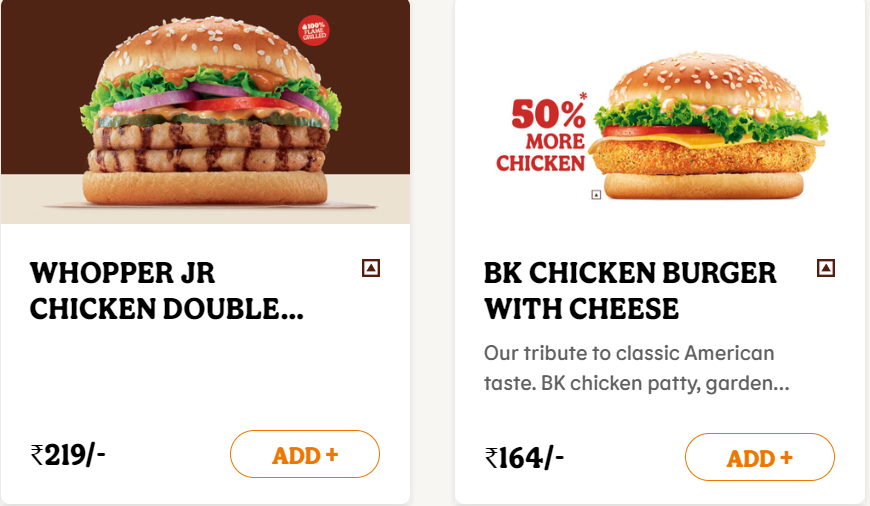 100%
FLAME
GRILLED
50%*
MORE
CHICKEN
WHOPPER JR
CHICKEN DOUBLE...
BK CHICKEN BURGER
WITH CHEESE
Our tribute to classic American
taste. BK chicken patty, garden...
₹219/-
ADD +
₹164/-
ADD +